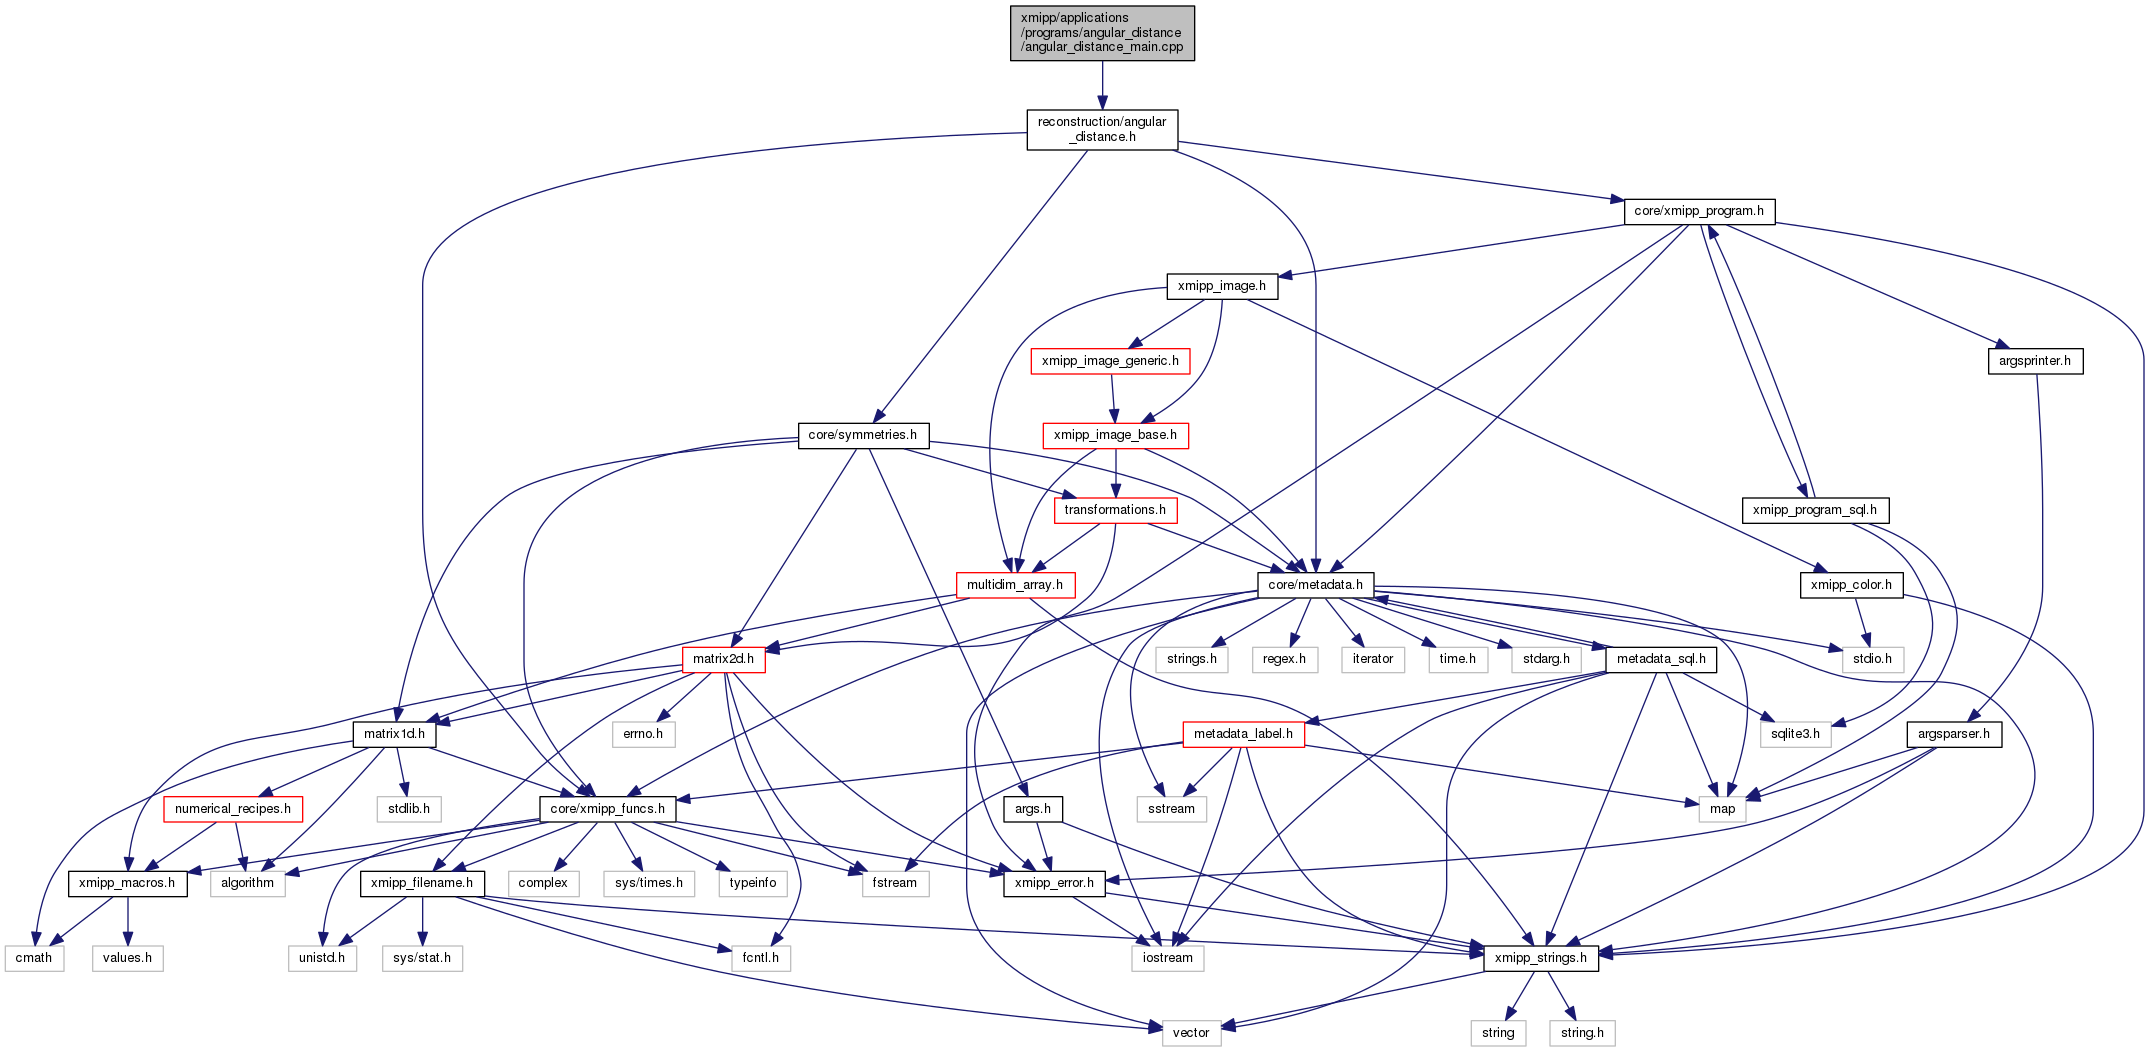 xmipp/applications
/programs/angular_distance
/angular_distance_main.cpp
reconstruction/angular
_distance.h
core/xmipp_program.h
xmipp_image.h
xmipp_image_generic.h
argsprinter.h
core/symmetries.h
xmipp_image_base.h
transformations.h
xmipp_program_sql.h
multidim_array.h
core/metadata.h
xmipp_color.h
matrix2d.h
strings.h
regex.h
iterator
time.h
stdarg.h
metadata_sql.h
stdio.h
matrix1d.h
errno.h
metadata_label.h
sqlite3.h
argsparser.h
numerical_recipes.h
stdlib.h
core/xmipp_funcs.h
args.h
sstream
map
xmipp_macros.h
algorithm
xmipp_filename.h
complex
sys/times.h
typeinfo
fstream
xmipp_error.h
cmath
values.h
unistd.h
sys/stat.h
fcntl.h
iostream
xmipp_strings.h
vector
string
string.h